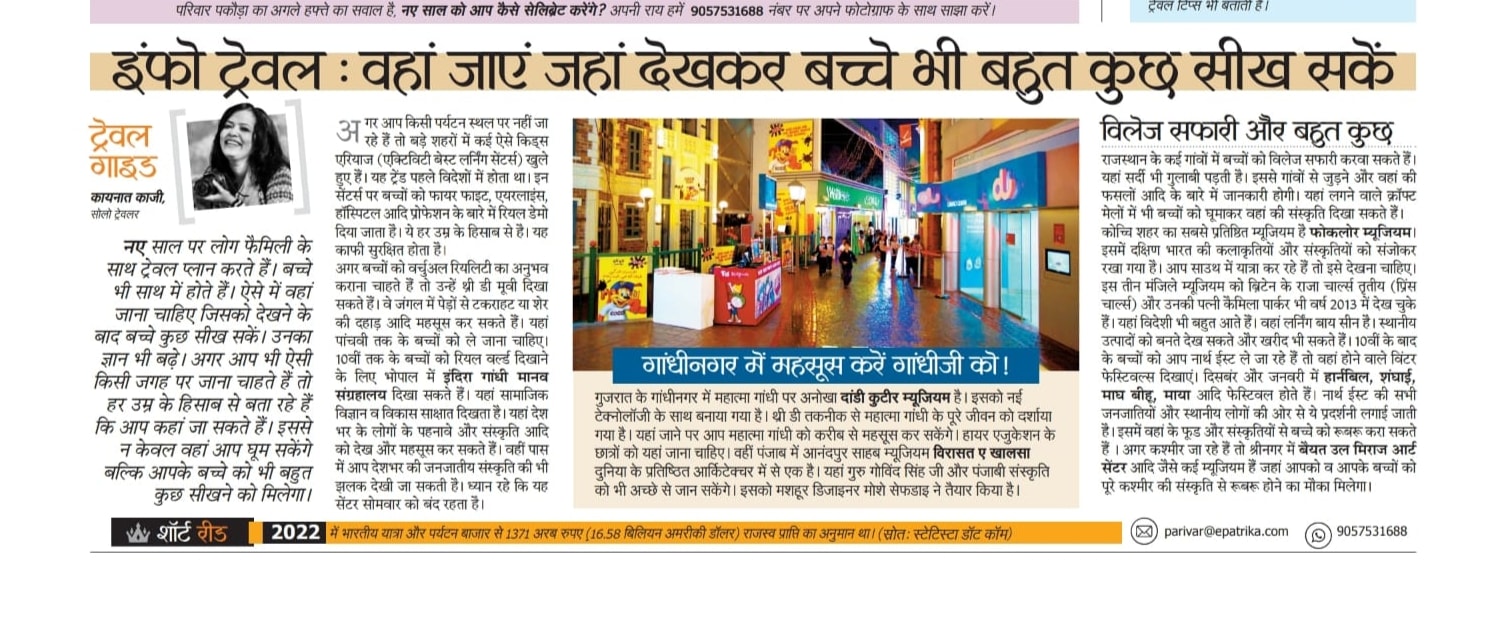 परिवार पकौड़ा का अगले हफ्ते का सवाल है, नए साल को आप कैसे सेलिब्रेट करेंगे? अपनी राय हमें 9057531688 नंबर पर अपने फोटोग्राफ के साथ साझा करें।
ट्रेवल टिप्स भी बताती हैं।
इंफो ट्रेवल : वहां जाएं जहां देखकर बच्चे भी बहुत कुछ सीख सकें
ट्रेवल
गाइड
कायनात काजी,
सोलो ट्रेवलर
नए साल पर लोग फैमिली के
साथ ट्रेवल प्लान करते हैं। बच्चे
भी साथ में होते हैं। ऐसे में वहां
जाना चाहिए जिसको देखने के
बाद बच्चे कुछ सीख सकें। उनका
ज्ञान भी बढ़े। अगर आप भी ऐसी
किसी जगह पर जाना चाहते हैं तो
हर उम्र के हिसाब से बता रहे हैं
कि आप कहां जा सकते हैं। इससे
न केवल वहां आप घूम सकेंगे
बल्कि आपके बच्चे को भी बहुत
कुछ सीखने को मिलेगा।
अगर आप किसी पर्यटन स्थल पर नहीं जा
रहे हैं तो बड़े शहरों में कई ऐसे किड्स
एरियाज (एक्टिविटी बेस्ट लर्निंग सेंटर्स) खुले
हुए हैं। यह ट्रेंड पहले विदेशों में होता था। इन
सेंटर्स पर बच्चों को फायर फाइट, एयरलाइंस,
हॉस्पिटल आदि प्रोफेशन के बारे में रियल डेमो
दिया जाता है। ये हर उम्र के हिसाब से है। यह
काफी सुरक्षित होता है।
अगर बच्चों को वर्चुअल रियलिटी का अनुभव
कराना चाहते हैं तो उन्हें थ्री डी मूवी दिखा
सकते हैं। वे जंगल में पेड़ों से टकराहट या शेर
की दहाड़ आदि महसूस कर सकते हैं। यहां
पांचवी तक के बच्चों को ले जाना चाहिए।
10वीं तक के बच्चों को रियल वर्ल्ड दिखाने
के लिए भोपाल में इंदिरा गांधी मानव
संग्रहालय दिखा सकते हैं। यहां सामाजिक
विज्ञान व विकास साक्षात दिखता है। यहां देश
भर के लोगों के पहनावे और संस्कृति आदि
को देख और महसूस कर सकते हैं। वहीं पास
में आप देशभर की जनजातीय संस्कृति की भी
झलक देखी जा सकती है। ध्यान रहे कि यह
सेंटर सोमवार को बंद रहता है।
du
गांधीनगर में महसूस करें गांधीजी को!
गुजरात के गांधीनगर में महात्मा गांधी पर अनोखा दांडी कुटीर म्यूजियम है। इसको नई
टेक्नोलॉजी के साथ बनाया गया है। थ्री डी तकनीक से महात्मा गांधी के पूरे जीवन को दर्शाया
गया है। यहां जाने पर आप महात्मा गांधी को करीब से महसूस कर सकेंगे। हायर एजुकेशन के
छात्रों को यहां जाना चाहिए। वहीं पंजाब में आनंदपुर साहब म्यूजियम विरासत ए खालसा
दुनिया के प्रतिष्ठित आर्किटेक्चर में से एक है। यहां गुरु गोविंद सिंह जी और पंजाबी संस्कृति
को भी अच्छे से जान सकेंगे। इसको मशहूर डिजाइनर मोशे सेफडाइ ने तैयार किया है।
विलेज सफारी और बहुत कुछ
राजस्थान के कई गांवों में बच्चों को विलेज सफारी करवा सकते हैं।
यहां सर्दी भी गुलाबी पड़ती है। इससे गांवों से जुड़ने और वहां की
फसलों आदि के बारे में जानकारी होगी। यहां लगने वाले क्रॉफ्ट
मेलों में भी बच्चों को घूमाकर वहां की संस्कृति दिखा सकते हैं।
कोच्चि शहर का सबसे प्रतिष्ठित म्यूजियम है फोकलोर म्यूजियम।
इसमें दक्षिण भारत की कलाकृतियों और संस्कृतियों को संजोकर
रखा गया है। आप साउथ में यात्रा कर रहे हैं तो इसे देखना चाहिए।
इस तीन मंजिले म्यूजियम को ब्रिटेन के राजा चार्ल्स तृतीय (प्रिंस
चार्ल्स) और उनकी पत्नी कैमिला पार्कर भी वर्ष 2013 में देख चुके
हैं। यहां विदेशी भी बहुत आते हैं। वहां लर्निंग बाय सीन है। स्थानीय
उत्पादों को बनते देख सकते और खरीद भी सकते हैं। 10वीं के बाद
के बच्चों को आप नार्थ ईस्ट ले जा रहे हैं तो वहां होने वाले विंटर
फेस्टिवल्स दिखाएं। दिसंबर और जनवरी में हार्नबिल, शंघाई,
माघ बीहू, माया आदि फेस्टिवल होते हैं। नार्थ ईस्ट की सभी
जनजातियों और स्थानीय लोगों की ओर से ये प्रदर्शनी लगाई जाती
है। इसमें वहां के फूड और संस्कृतियों से बच्चे को रूबरू करा सकते
हैं । अगर कश्मीर जा रहे हैं तो श्रीनगर में बैयत उल मिराज आर्ट
सेंटर आदि जैसे कई म्यूजियम हैं जहां आपको व आपके बच्चों को
पूरे कश्मीर की संस्कृति से रूबरू होने का मौका मिलेगा।
शॉर्ट रीड
2022 में भारतीय यात्रा और पर्यटन बाजार से 1371 अरब रुपए (16.58 बिलियन अमरीकी डॉलर) राजस्व प्राप्ति का अनुमान था। (स्रोत: स्टेटिस्टा डॉट कॉम)
parivar@epatrika.com
9057531688